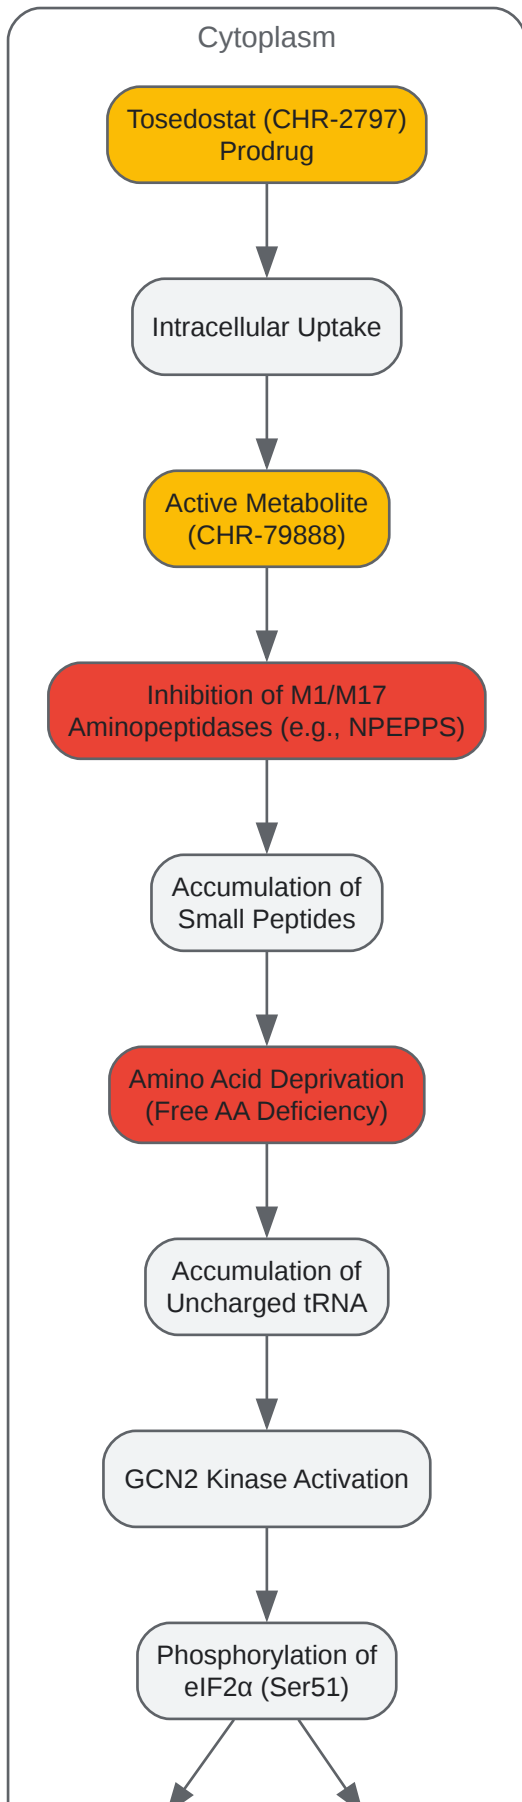 Cytoplasm
Tosedostat (CHR-2797)
Prodrug
Intracellular Uptake
Active Metabolite
(CHR-79888)
Inhibition of M1/M17
Aminopeptidases (e.g., NPEPPS)
Accumulation of
Small Peptides
Amino Acid Deprivation
(Free AA Deficiency)
Accumulation of
Uncharged tRNA
GCN2 Kinase Activation
Phosphorylation of
eIF2α (Ser51)